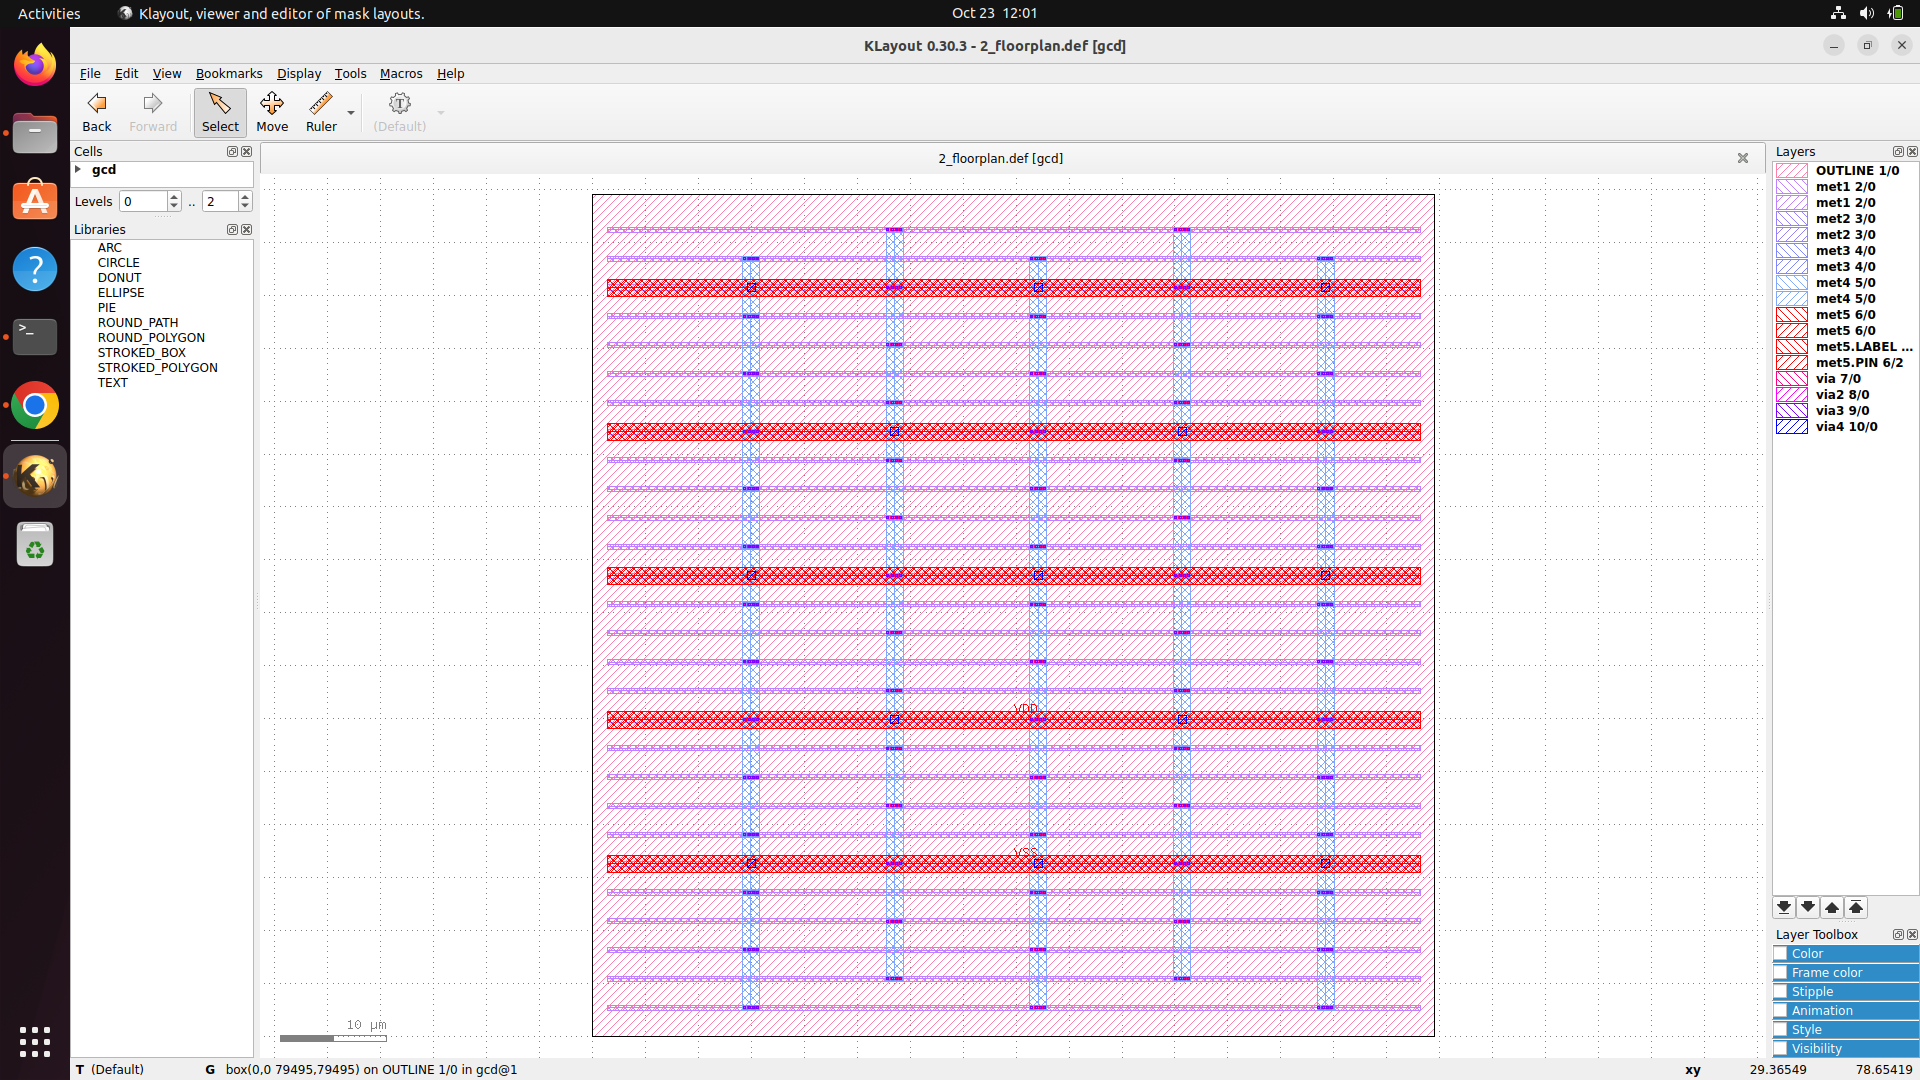 Activities
Klayout, viewer and editor of mask layouts.
Oct 23 12:01
KLayout 0.30.3 - 2_floorplan.def [gcd]
File Edit View Bookmarks Display Tools Macros Help
Back Forward Select Move Ruler (Default)
Cells
gcd
Levels 0 .. 2
Libraries
ARC
CIRCLE
DONUT
ELLIPSE
PIE
ROUND_PATH
ROUND_POLYGON
STROKED_BOX
STROKED_POLYGON
TEXT
2_floorplan.def [gcd]
VDD
VSS
10 µm
Layers
OUTLINE 1/0
met1 2/0
met1 2/0
met2 3/0
met2 3/0
met3 4/0
met3 4/0
met4 5/0
met4 5/0
met5 6/0
met5 6/0
met5.LABEL ...
met5.PIN 6/2
via 7/0
via2 8/0
via3 9/0
via4 10/0
Layer Toolbox
Color
Frame color
Stipple
Animation
Style
Visibility
T (Default)
G box(0,0 79495,79495) on OUTLINE 1/0 in gcd@1
xy 29.36549 78.65419